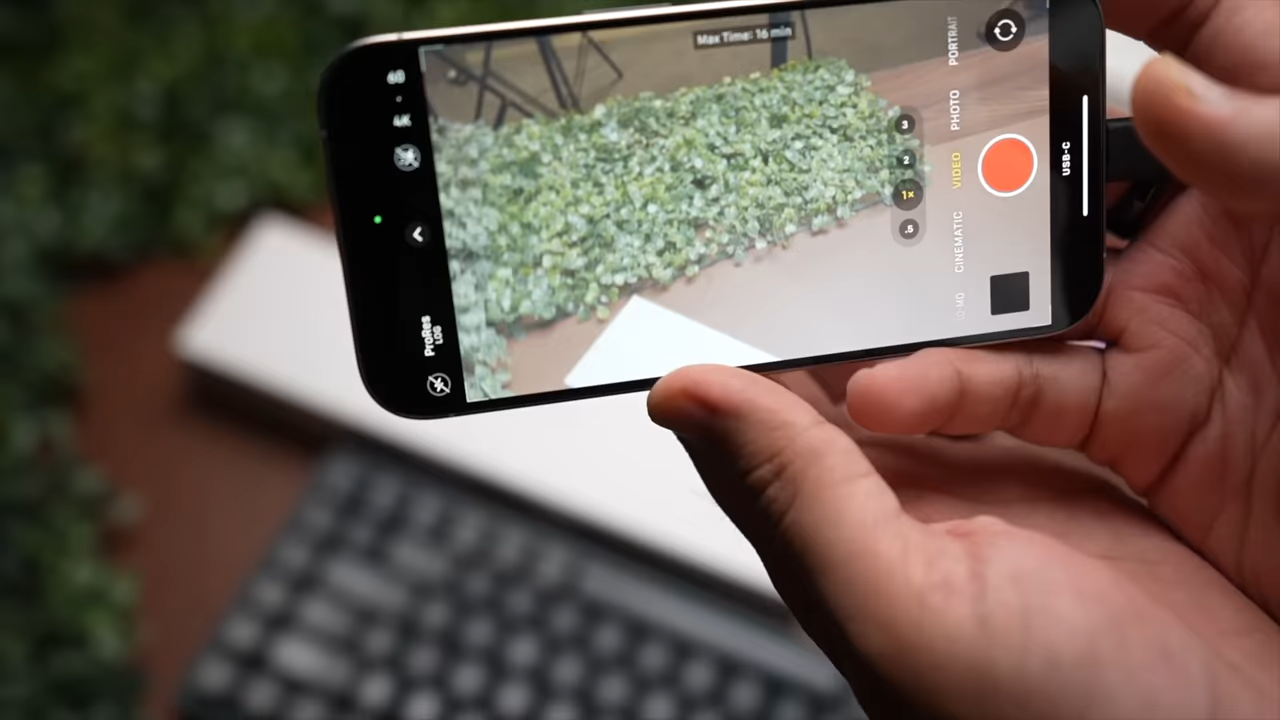 Max Time: 16 min
60
4K
ProRes
LOG
3
2
1×
.5
PORTRAIT
PHOTO
VIDEO
CINEMATIC
USB-C